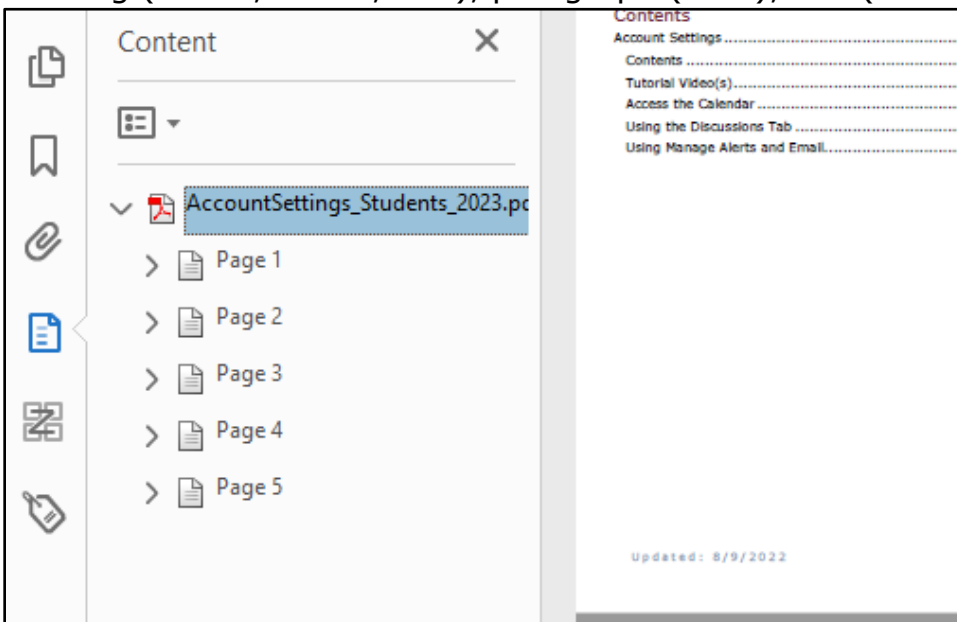 Content
AccountSettings_Students_2023.pd
Page 1
Page 2
Page 3
Page 4
Page 5
Contents
Account Settings
Contents
Tutorial Video(s)
Access the Calendar
Using the Discussions Tab
Using Manage Alerts and Email
Updated: 8/9/2022